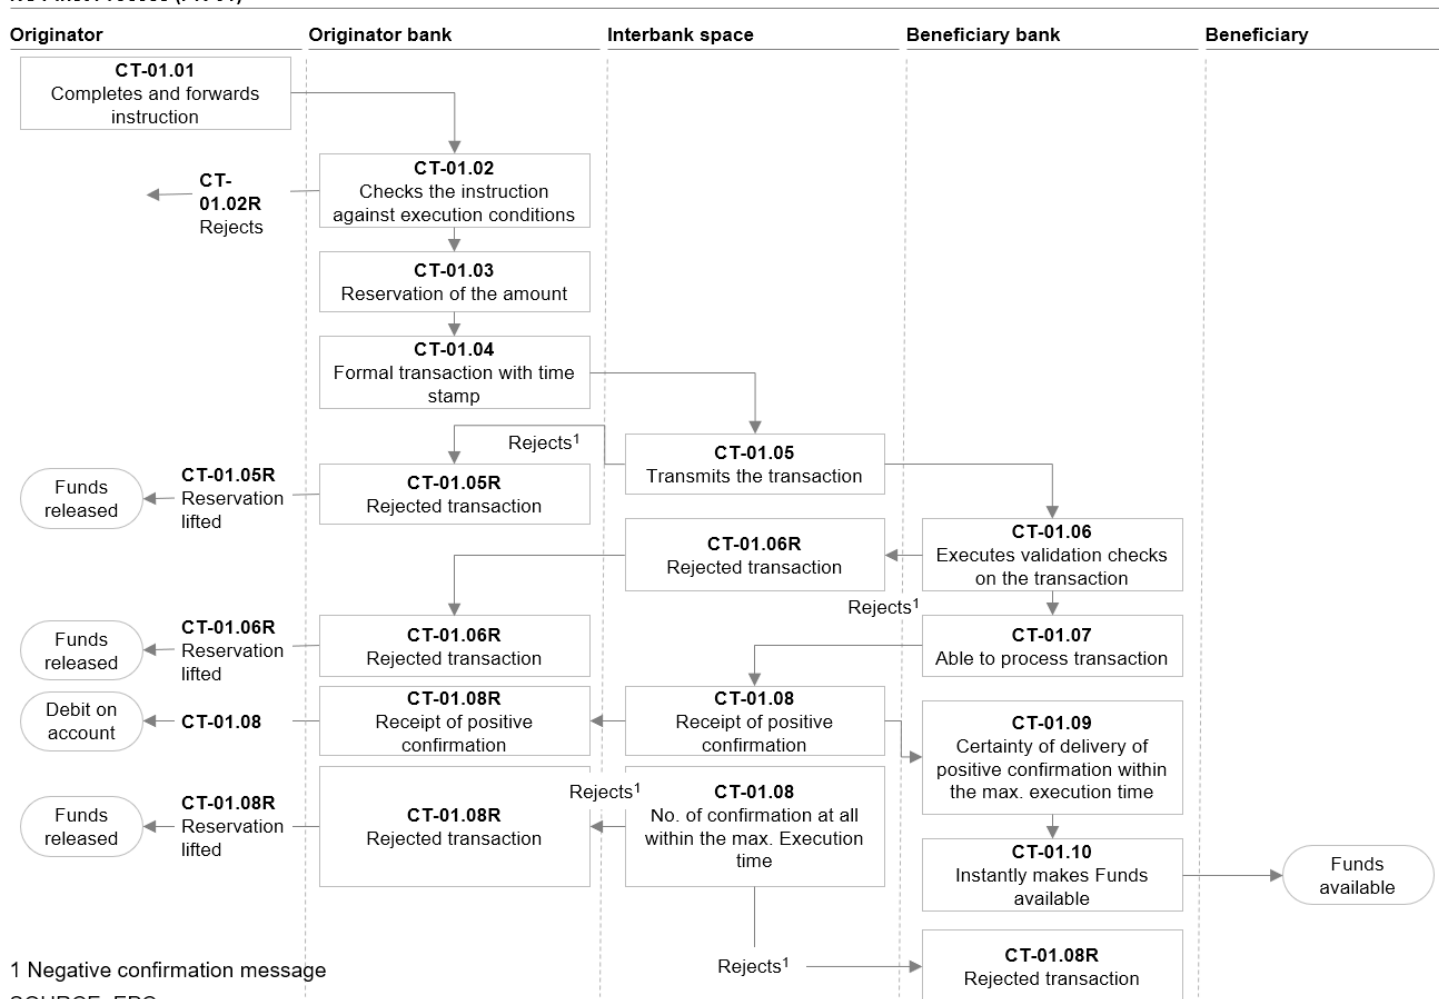 Originator
Originator bank
Interbank space
Beneficiary bank
Beneficiary
CT-01.01
Completes and forwards
instruction
CT-
01.02R
Rejects
CT-01.02
Checks the instruction
against execution conditions
CT-01.03
Reservation of the amount
CT-01.04
Formal transaction with time
stamp
Rejects1
CT-01.05
Transmits the transaction
Funds
released
CT-01.05R
Reservation
lifted
CT-01.05R
Rejected transaction
CT-01.06R
Rejected transaction
CT-01.06
Executes validation checks
on the transaction
Rejects1
Funds
released
CT-01.06R
Reservation
lifted
CT-01.06R
Rejected transaction
CT-01.07
Able to process transaction
Debit on
account
CT-01.08
CT-01.08R
Receipt of positive
confirmation
CT-01.08
Receipt of positive
confirmation
CT-01.09
Certainty of delivery of
positive confirmation within
the max. execution time
Funds
released
CT-01.08R
Reservation
lifted
CT-01.08R
Rejected transaction
Rejects1
CT-01.08
No. of confirmation at all
within the max. Execution
time
CT-01.10
Instantly makes Funds
available
Funds
available
Rejects1
CT-01.08R
Rejected transaction
1 Negative confirmation message